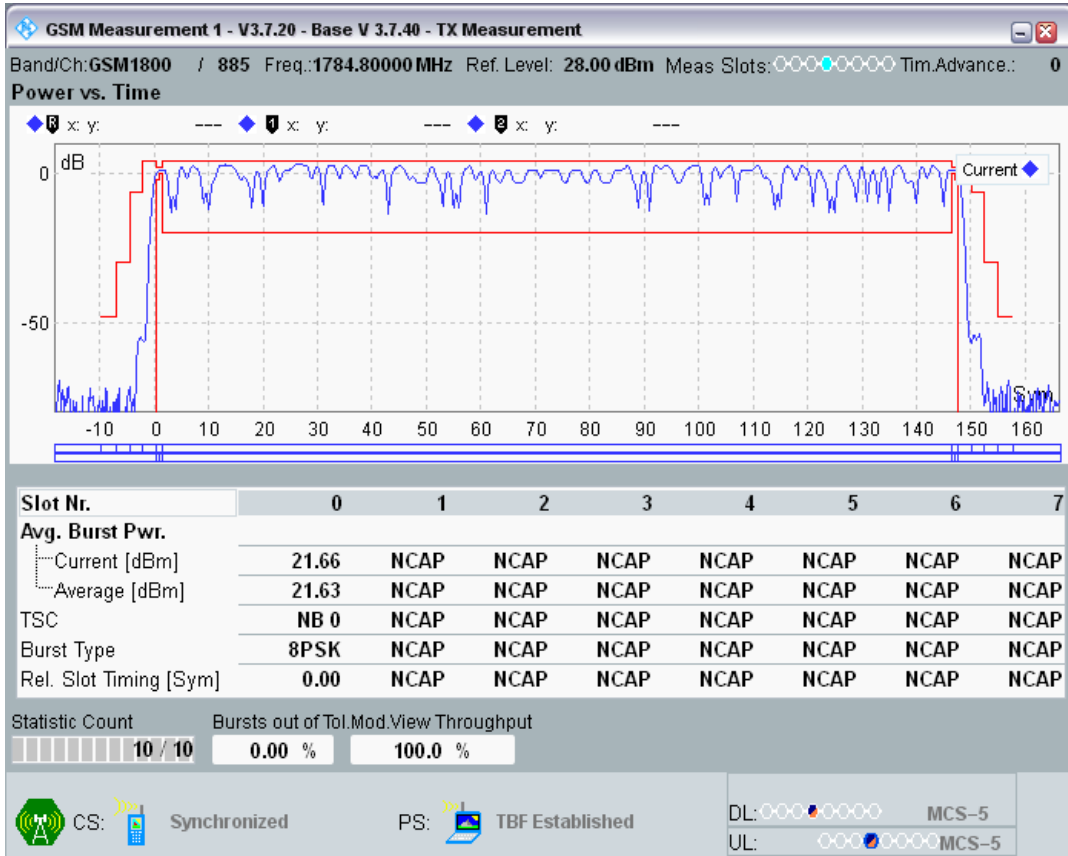 GSM Measurement 1 - V3.7.20 - Base V 3.7.40 - TX Measurement
Band/Ch:GSM1800 / 885 Freq.:1784.80000 MHz Ref. Level: 28.00 dBm Meas Slots: Tim.Advance.: 0
Power vs. Time
R x: y: --- 1 x: y: --- 2 x: y: ---
dB
0
Current
-50
Sym
-10 0 10 20 30 40 50 60 70 80 90 100 110 120 130 140 150 160
Slot Nr. 0 1 2 3 4 5 6 7
Avg. Burst Pwr.
Current [dBm] 21.66 NCAP NCAP NCAP NCAP NCAP NCAP NCAP
Average [dBm] 21.63 NCAP NCAP NCAP NCAP NCAP NCAP NCAP
TSC NB 0 NCAP NCAP NCAP NCAP NCAP NCAP NCAP
Burst Type 8PSK NCAP NCAP NCAP NCAP NCAP NCAP NCAP
Rel. Slot Timing [Sym] 0.00 NCAP NCAP NCAP NCAP NCAP NCAP NCAP
Statistic Count Bursts out of Tol.Mod.View Throughput
10 / 10 0.00 % 100.0 %
CS: Synchronized PS: TBF Established
DL: MCS-5
UL: MCS-5